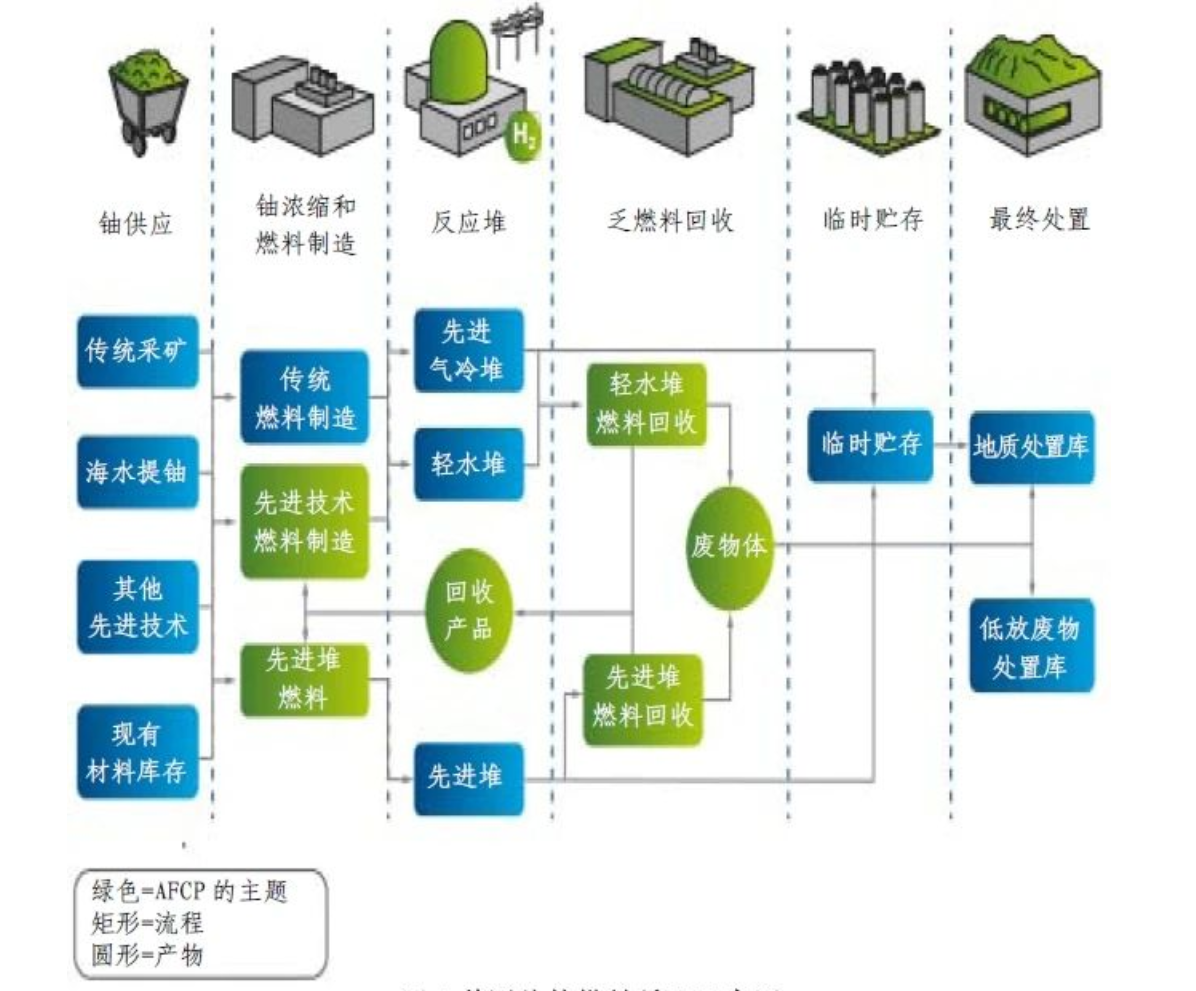 H₂
铀供应
铀浓缩和
燃料制造
反应堆
乏燃料回收
临时贮存
最终处置
传统采矿
海水提铀
其他
先进技术
现有
材料库存
传统
燃料制造
先进技术
燃料制造
先进堆
燃料
先进
气冷堆
轻水堆
回收
产品
先进堆
轻水堆
燃料回收
废物体
先进堆
燃料回收
临时贮存
地质处置库
低放废物
处置库
绿色=AFCP 的主题
矩形=流程
圆形=产物